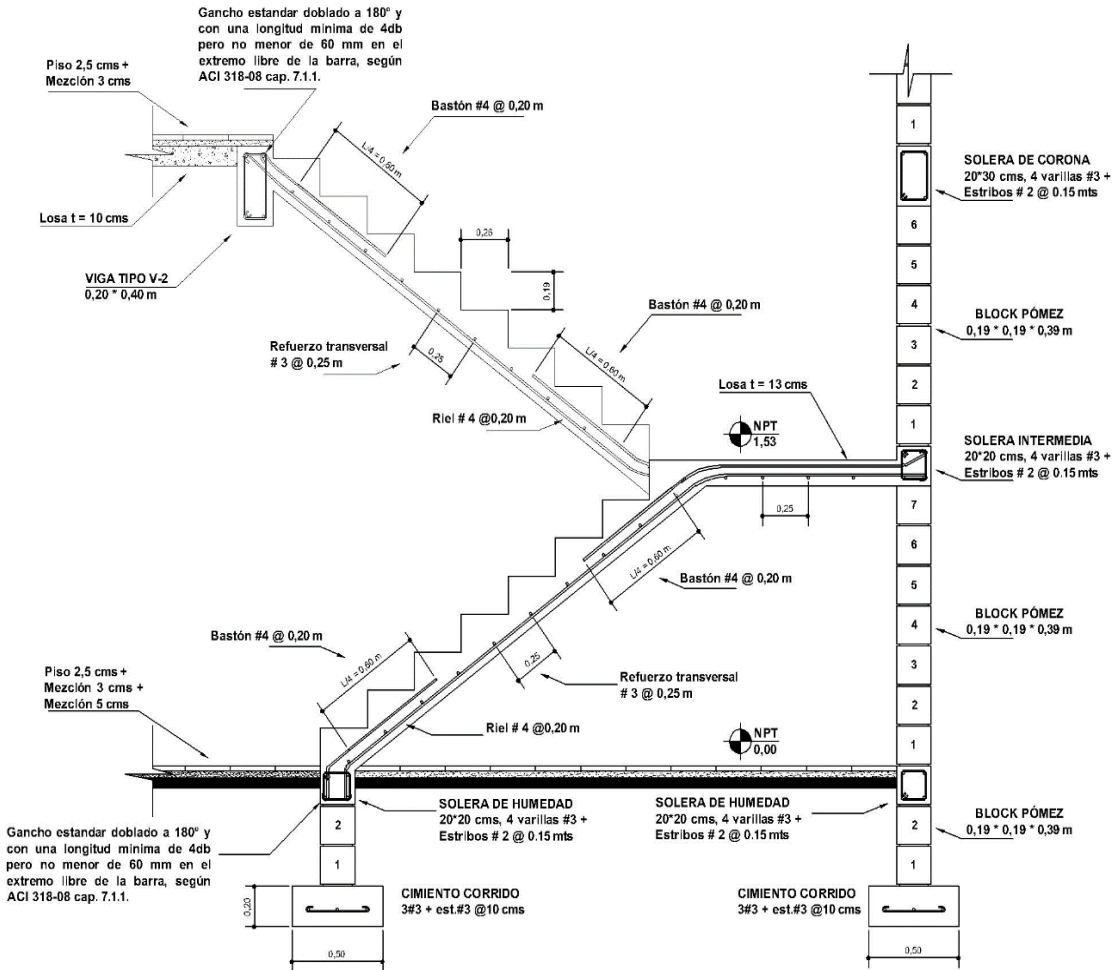 Gancho estandar doblado a 180º y
con una longitud minima de 4db
pero no menor de 60 mm en el
extremo libre de la barra, según
ACI 318-08 cap. 7.1.1.
Piso 2,5 cms +
Mezclón 3 cms
Bastón #4 @ 0,20 m
L/4 = 0,60 m
1
SOLERA DE CORONA
20*30 cms, 4 varillas #3 +
Estribos # 2 @ 0.15 mts
Losa t = 10 cms
6
0,26
5
VIGA TIPO V-2
0,20 * 0,40 m
0,19
4
Bastón #4 @ 0,20 m
BLOCK PÓMEZ
0,19 * 0,19 * 0,39 m
Refuerzo transversal
# 3 @ 0,25 m
0,25
L/4 = 0,60 m
3
2
Losa t = 13 cms
Riel # 4 @0,20 m
NPT
1,53
1
SOLERA INTERMEDIA
20*20 cms, 4 varillas #3 +
Estribos # 2 @ 0.15 mts
0,25
7
6
L/4 = 0,60 m
Bastón #4 @ 0,20 m
5
BLOCK PÓMEZ
0,19 * 0,19 * 0,39 m
4
Bastón #4 @ 0,20 m
L/4 = 0,60 m
0,25
3
Piso 2,5 cms +
Mezclón 3 cms +
Mezclón 5 cms
Refuerzo transversal
# 3 @ 0,25 m
2
Riel # 4 @0,20 m
NPT
0,00
1
SOLERA DE HUMEDAD
20*20 cms, 4 varillas #3 +
Estribos # 2 @ 0.15 mts
SOLERA DE HUMEDAD
20*20 cms, 4 varillas #3 +
Estribos # 2 @ 0.15 mts
BLOCK PÓMEZ
0,19 * 0,19 * 0,39 m
2
2
Gancho estandar doblado a 180º y
con una longitud minima de 4db
pero no menor de 60 mm en el
extremo libre de la barra, según
ACI 318-08 cap. 7.1.1.
1
1
0,20
CIMIENTO CORRIDO
3#3 + est.#3 @10 cms
CIMIENTO CORRIDO
3#3 + est.#3 @10 cms
0,50
0,50